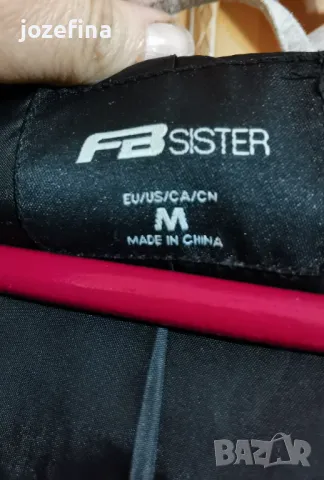 jozefina
FB SISTER
EU/US/CA/CN
M
MADE IN CHINA
BAZAR